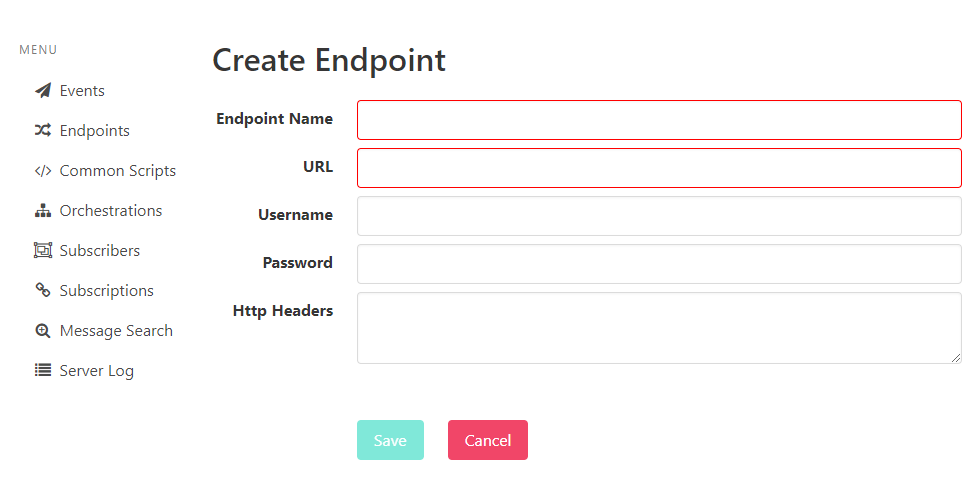 MENU
Events
Endpoints
Common Scripts
Orchestrations
Subscribers
Subscriptions
Message Search
Server Log
Create Endpoint
Endpoint Name
URL
Username
Password
Http Headers
Save Cancel